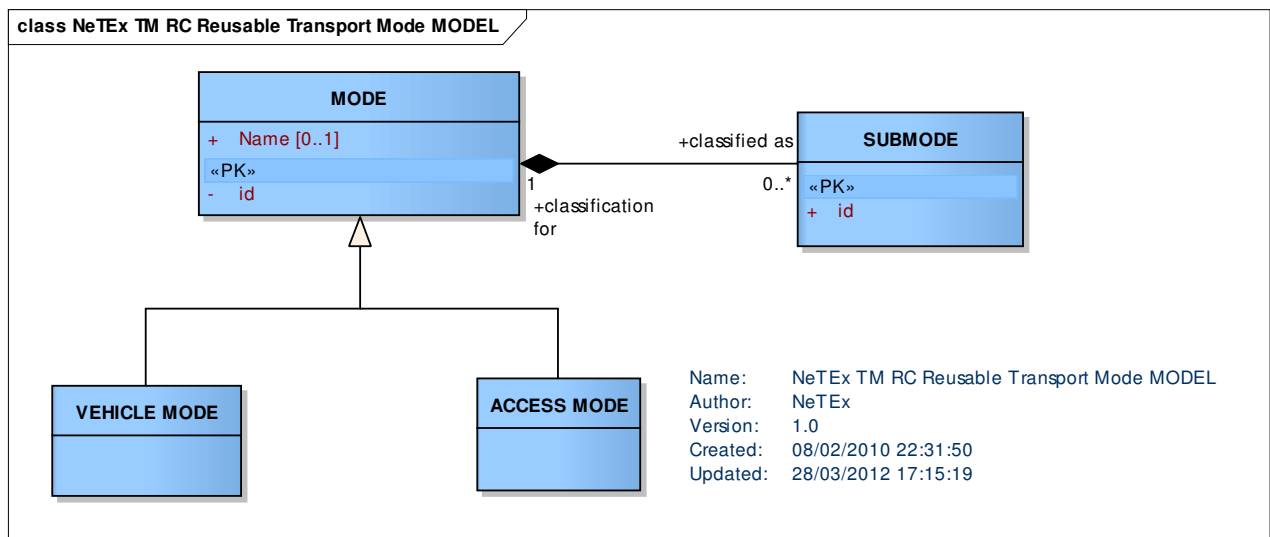 class NeTEx TM RC Reusable Transport Mode MODEL
MODE
+ Name [0..1]
«PK»
- id
+classified as
0..*
1
+classification
for
SUBMODE
«PK»
+ id
VEHICLE MODE
ACCESS MODE
Name: NeTEx TM RC Reusable Transport Mode MODEL
Author: NeTEx
Version: 1.0
Created: 08/02/2010 22:31:50
Updated: 28/03/2012 17:15:19